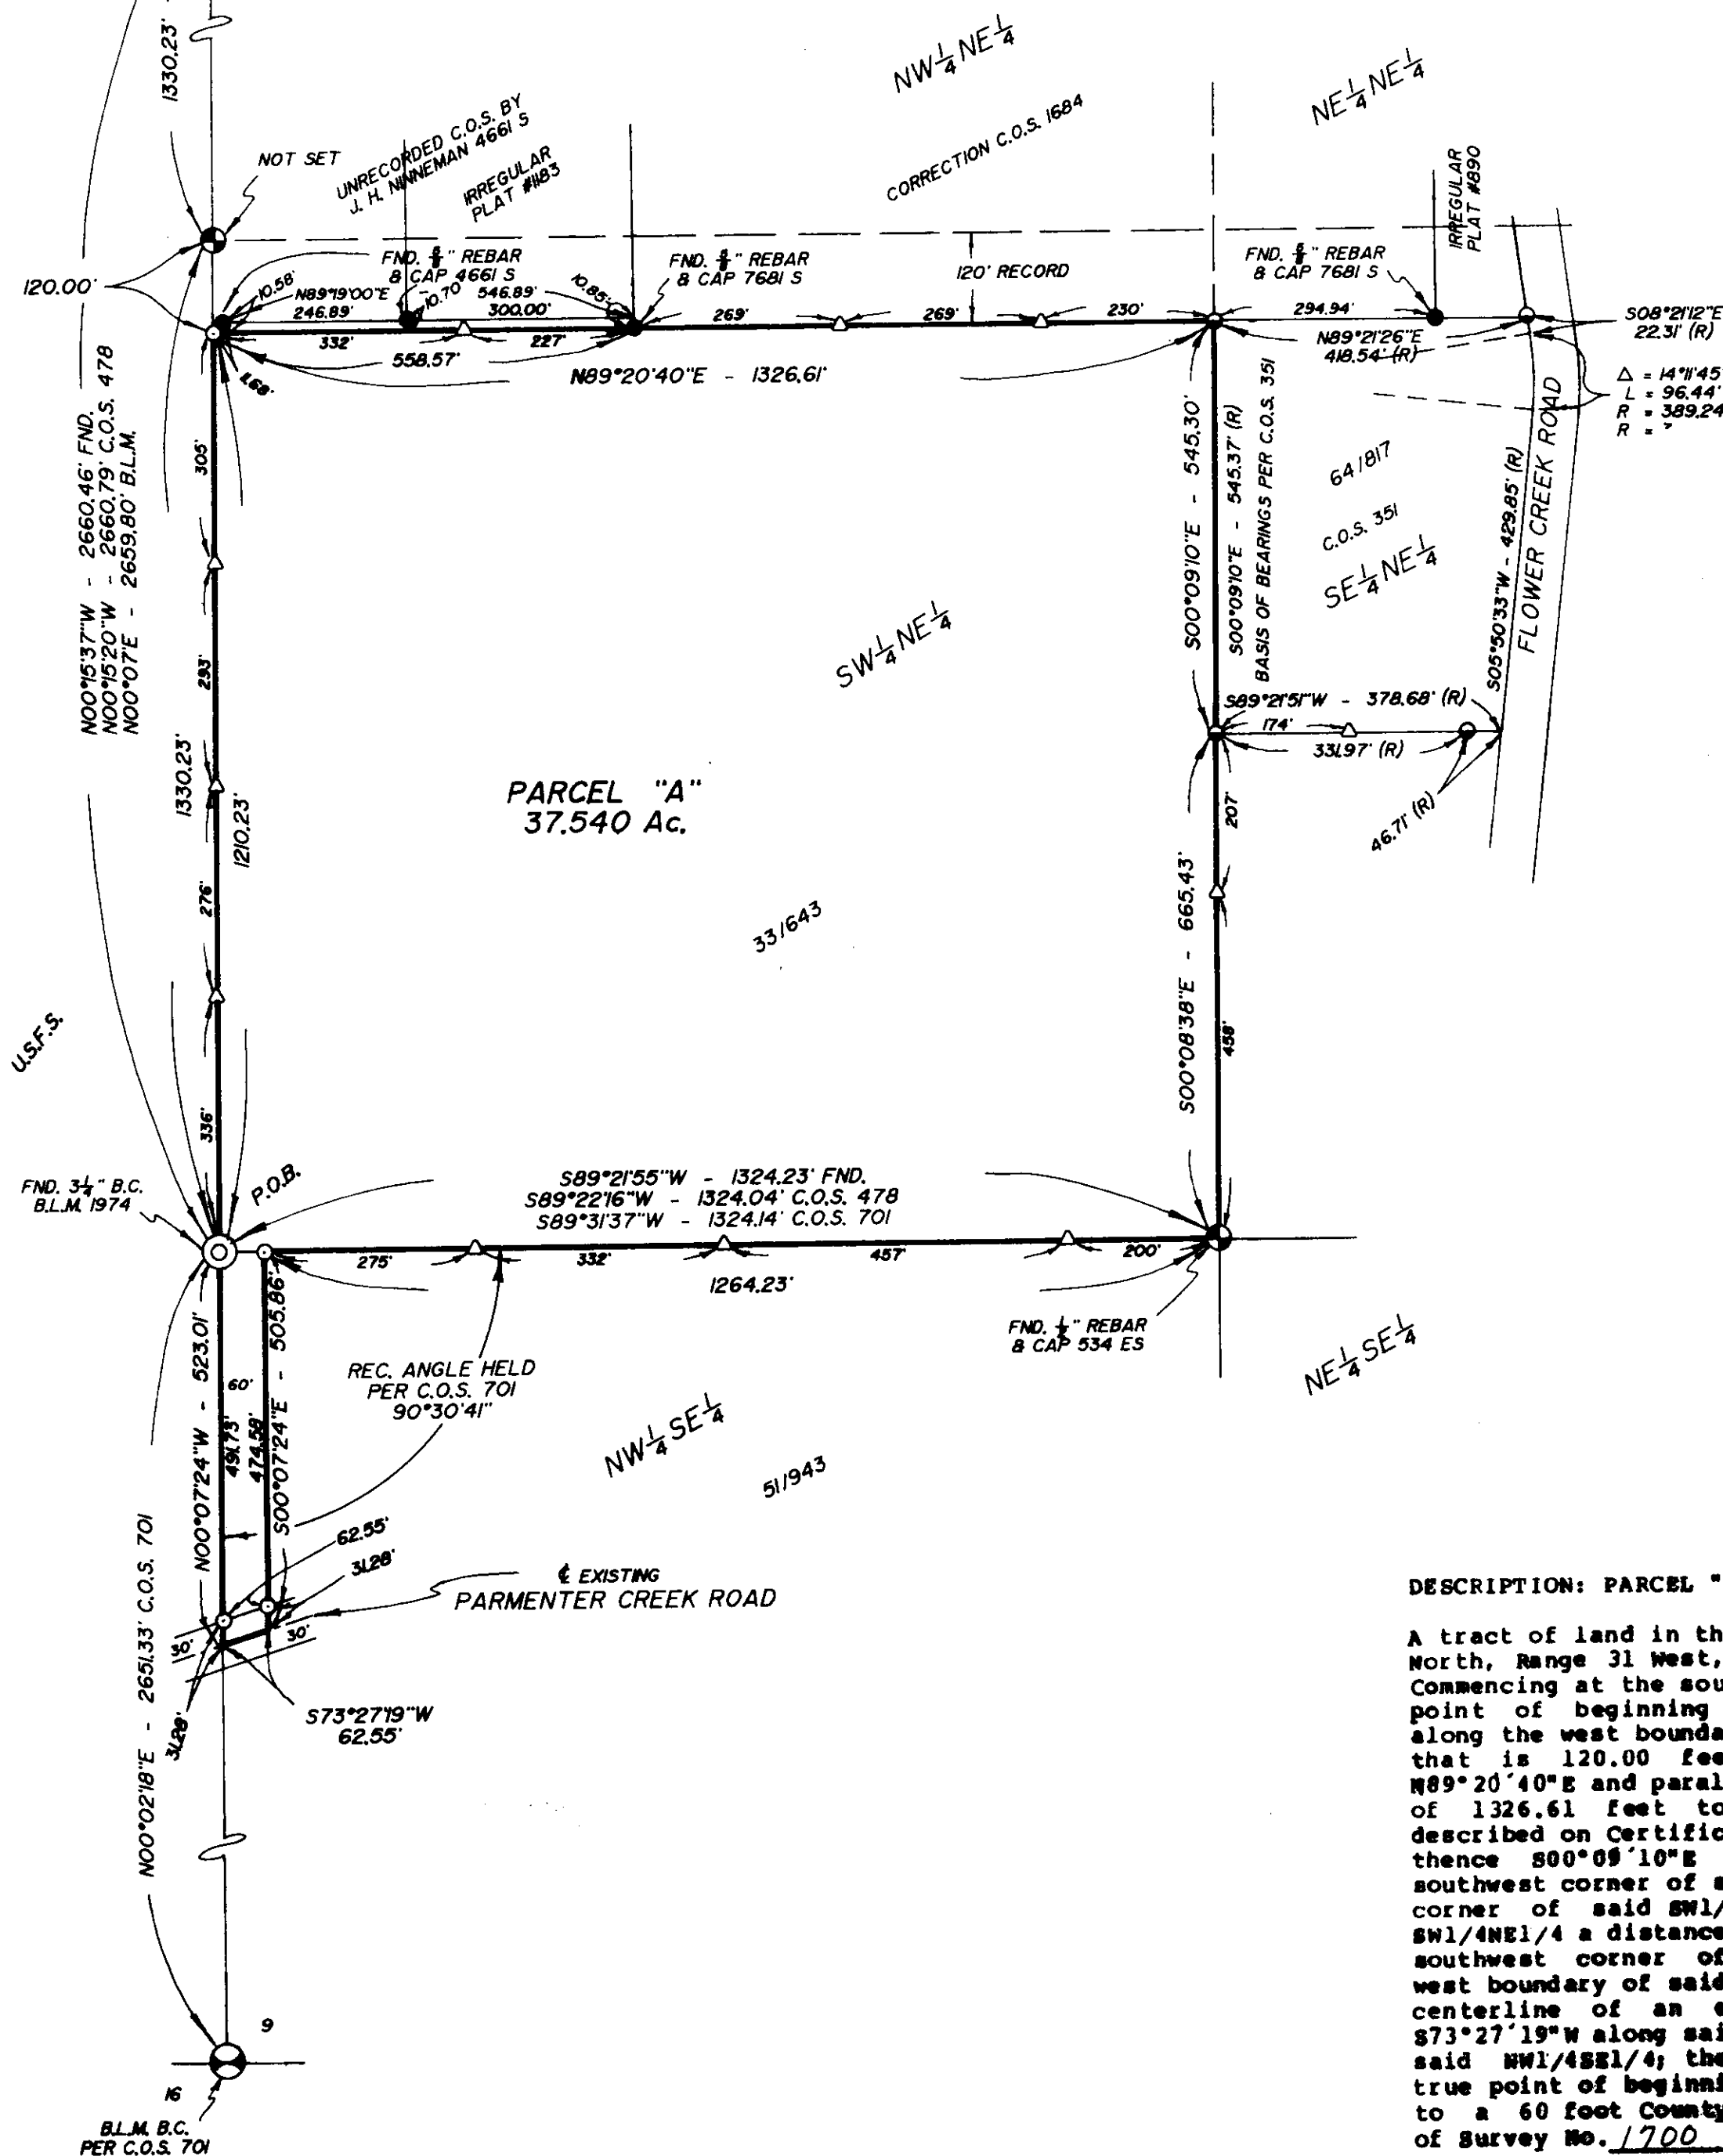 1330.23'
NOT SET
UNRECORDED C.O.S. BY
J. H. NINNEMAN 4661 S
IRREGULAR
PLAT #1183
NW1/4NE1/4
CORRECTION C.O.S. 1684
NE1/4NE1/4
IRREGULAR
PLAT #890
120.00'
10.58'
FND. 5/8" REBAR
& CAP 4661 S
N89°19'00"E - 546.89'
246.89'
10.70'
300.00'
10.85'
FND. 5/8" REBAR
& CAP 7681 S
120' RECORD
FND. 5/8" REBAR
& CAP 7681 S
332'
227'
269'
269'
230'
294.94'
S08°21'12"E
22.31' (R)
558.57'
1.68'
N89°20'40"E - 1326.61'
N89°21'26"E
418.54' (R)
Δ = 14°11'45"
L = 96.44'
R = 389.24
R = ?
N00°15'37"W - 2660.46' FND.
N00°15'20"W - 2660.79' C.O.S. 478
N00°07'E - 2659.80' B.L.M.
305'
293'
1330.23'
1210.23'
276'
336'
S00°09'10"E - 545.30'
S00°09'10"E - 545.37' (R)
BASIS OF BEARINGS PER C.O.S. 351
64/817
C.O.S. 351
SE1/4NE1/4
S05°50'33"W - 429.85' (R)
FLOWER CREEK ROAD
SW1/4NE1/4
S89°21'51"W - 378.68' (R)
174'
331.97' (R)
46.71' (R)
PARCEL "A"
37.540 Ac.
207'
S00°08'38"E - 665.43'
458'
33/643
U.S.F.S.
FND. 3 1/4" B.C.
B.L.M. 1974
P.O.B.
S89°21'55"W - 1324.23' FND.
S89°22'16"W - 1324.04' C.O.S. 478
S89°31'37"W - 1324.14' C.O.S. 701
275'
332'
457'
200'
1264.23'
FND. 1/2" REBAR
& CAP 534 ES
NE1/4SE1/4
N00°07'24"W - 523.01'
60'
491.73'
474.58'
S00°07'24"E - 505.86'
REC. ANGLE HELD
PER C.O.S. 701
90°30'41"
NW1/4SE1/4
51/943
62.55'
31.28'
℄ EXISTING
PARMENTER CREEK ROAD
30'
30'
31.28'
S73°27'19"W
62.55'
N00°02'18"E - 2651.33' C.O.S. 701
9
16
B.L.M. B.C.
PER C.O.S. 701
DESCRIPTION: PARCEL "
A tract of land in th
North, Range 31 West,
Commencing at the sou
point of beginning
along the west bounda
that is 120.00 fee
N89°20'40"E and paral
of 1326.61 feet to
described on Certific
thence S00°09'10"E
southwest corner of s
corner of said SW1/
SW1/4NE1/4 a distance
southwest corner of
west boundary of said
centerline of an e
S73°27'19"W along sai
said NW1/4SE1/4; the
true point of beginni
to a 60 foot County
of Survey No. 1700